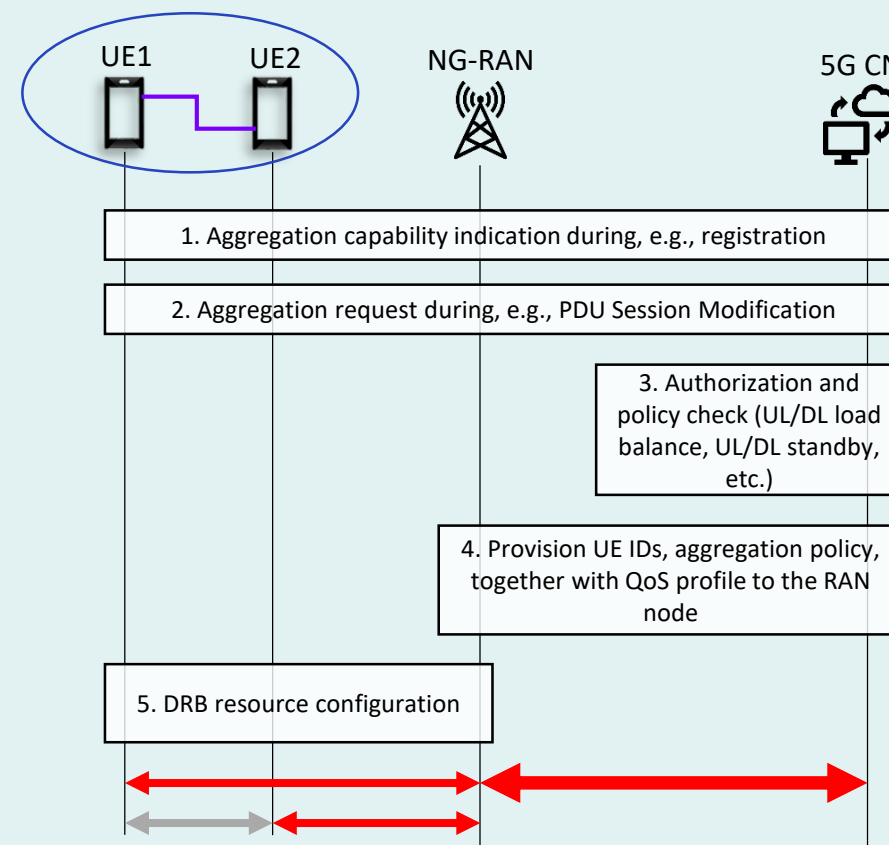 UE1
UE2
NG-RAN
5G CN
1. Aggregation capability indication during, e.g., registration
2. Aggregation request during, e.g., PDU Session Modification
3. Authorization and
policy check (UL/DL load
balance, UL/DL standby,
etc.)
4. Provision UE IDs, aggregation policy,
together with QoS profile to the RAN
node
5. DRB resource configuration